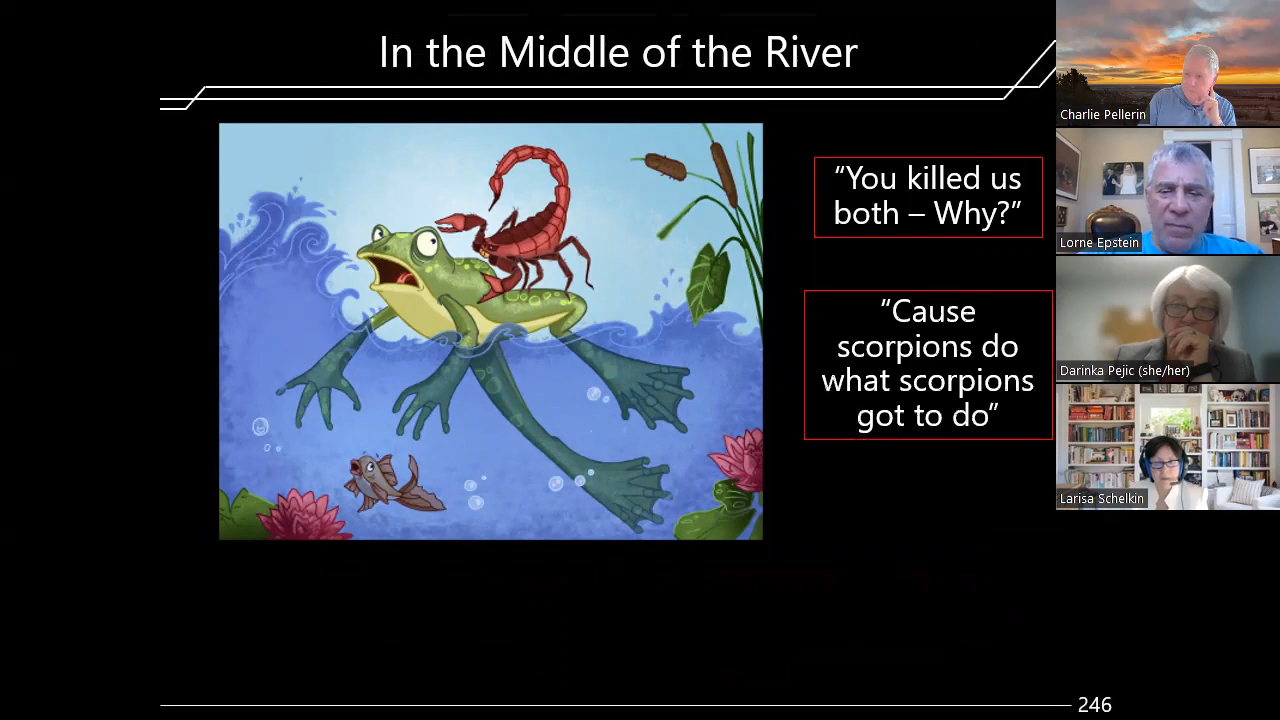 In the Middle of the River
“You killed us
both – Why?”
“Cause
scorpions do
what scorpions
got to do”
246
Charlie Pellerin
Lorne Epstein
Darinka Pejic (she/her)
Larisa Schelkin